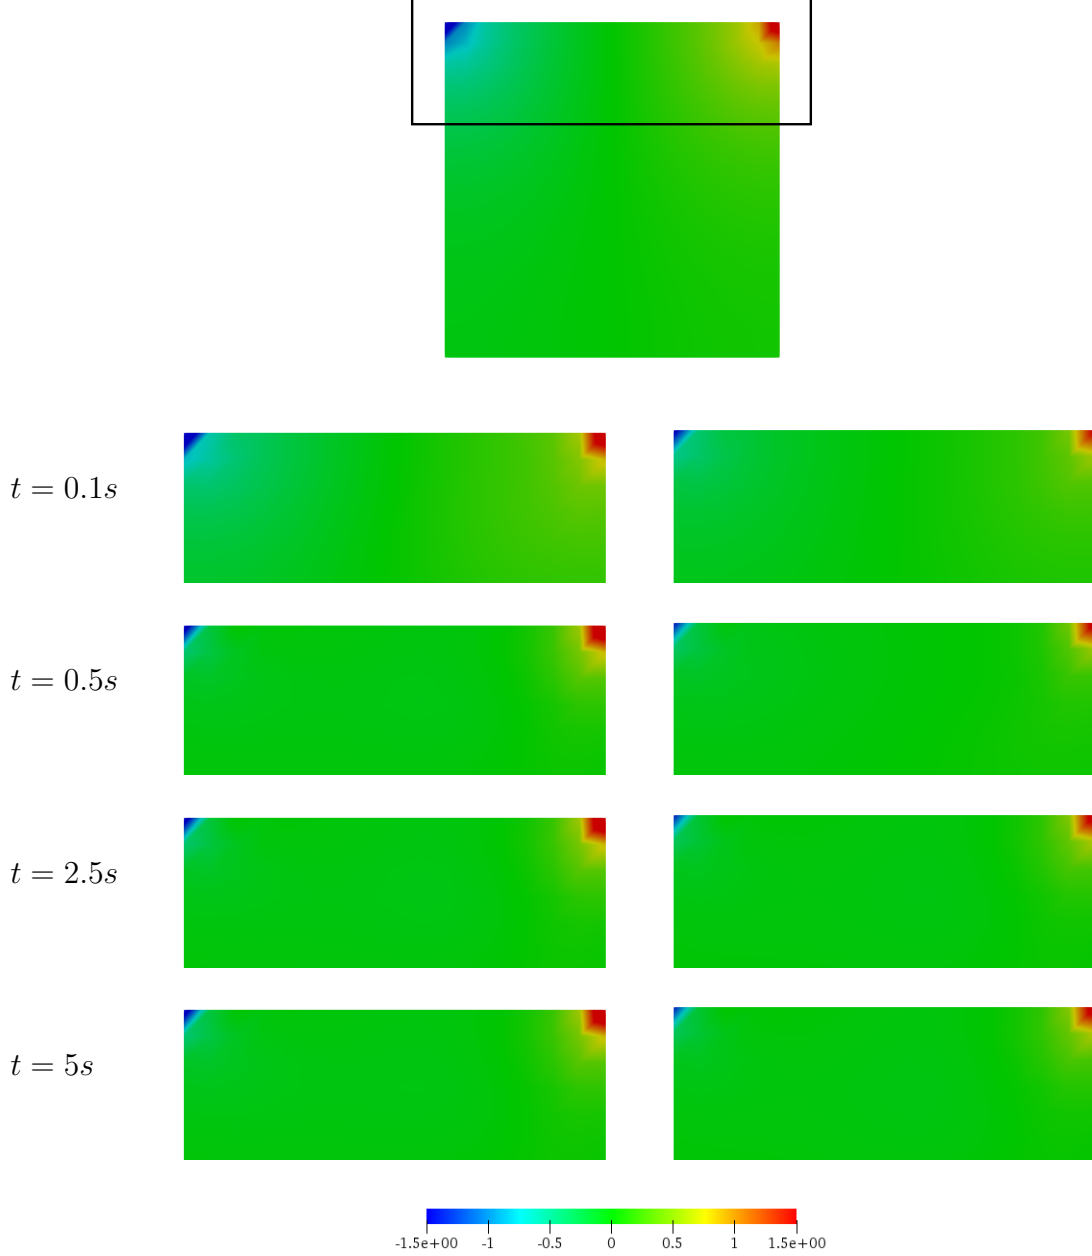 t = 0.1s
t = 0.5s
t = 2.5s
t = 5s
-1.5e+00 -1 -0.5 0 0.5 1 1.5e+00